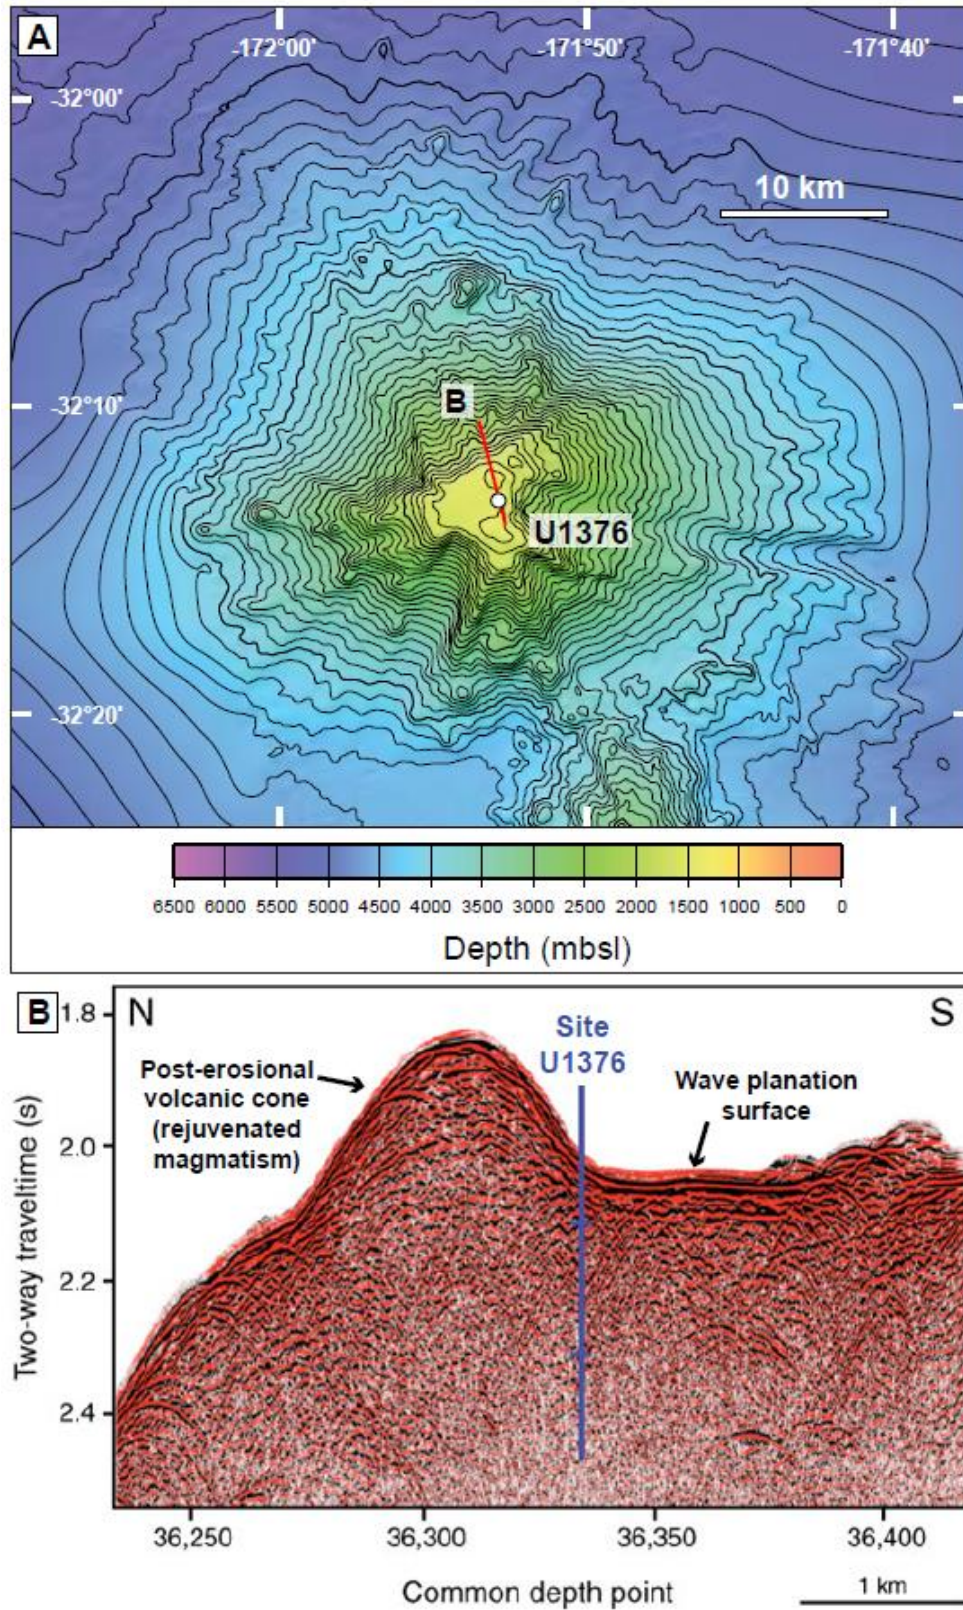 A
-172°00'
-171°50'
-171°40'
-32°00'
10 km
-32°10'
B
U1376
-32°20'
6500 6000 5500 5000 4500 4000 3500 3000 2500 2000 1500 1000 500 0
Depth (mbsl)
B
1.8
N
S
Site
U1376
Post-erosional
volcanic cone
(rejuvenated
magmatism)
Wave planation
surface
2.0
2.2
2.4
Two-way traveltime (s)
36,250
36,300
36,350
36,400
Common depth point
1 km